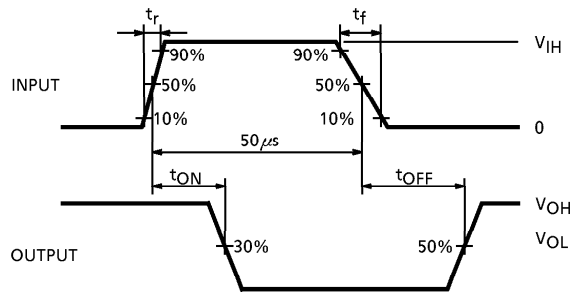 tr
tf
90%
90%
VIH
INPUT
50%
50%
10%
10%
0
50μs
tON
tOFF
VOH
30%
50%
VOL
OUTPUT